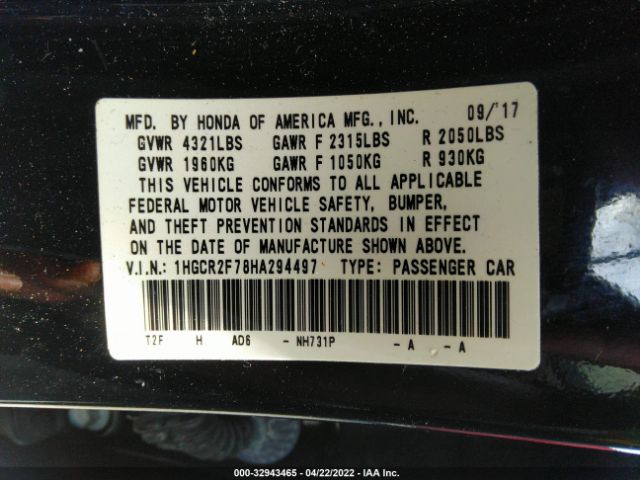 MFD. BY HONDA OF AMERICA MFG., INC. 09/'17
GVWR 4321LBS GAWR F 2315LBS R 2050LBS
GVWR 1960KG GAWR F 1050KG R 930KG
THIS VEHICLE CONFORMS TO ALL APPLICABLE
FEDERAL MOTOR VEHICLE SAFETY, BUMPER,
AND THEFT PREVENTION STANDARDS IN EFFECT
ON THE DATE OF MANUFACTURE SHOWN ABOVE.
V.I.N.: 1HGCR2F78HA294497 TYPE: PASSENGER CAR
T2F H AD6 - NH731P - A - A
000-32943465 - 04/22/2022 - IAA Inc.